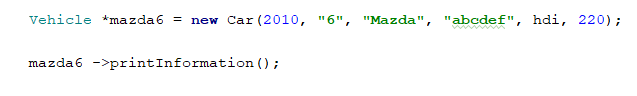 Vehicle *mazda6 = new Car(2010, "6", "Mazda", "abcdef", hdi, 220);
mazda6 ->printInformation();